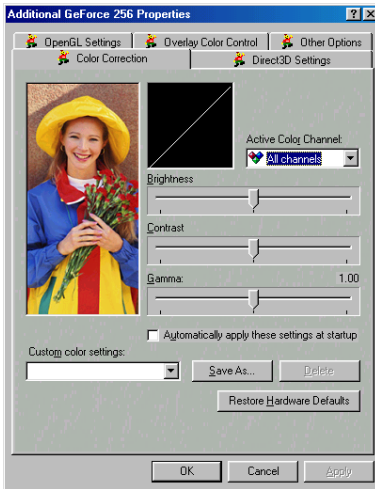 Additional GeForce 256 Properties
OpenGL Settings
Overlay Color Control
Other Options
Color Correction
Direct3D Settings
Active Color Channel:
All channels
Brightness
Contrast
Gamma: 1.00
Automatically apply these settings at startup
Custom color settings:
Save As...
Delete
Restore Hardware Defaults
OK
Cancel
Apply